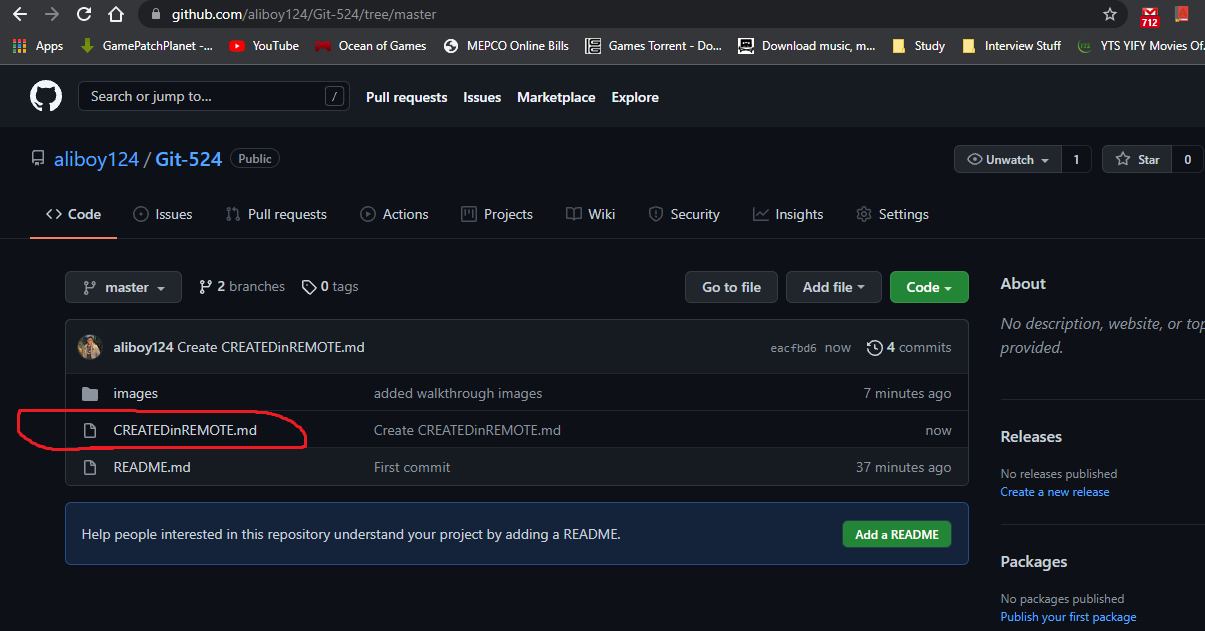 github.com/aliboy124/Git-524/tree/master
712
Apps GamePatchPlanet -... YouTube Ocean of Games MEPCO Online Bills Games Torrent - Do... Download music, m... Study Interview Stuff YTS YIFY Movies Of.
Search or jump to... / Pull requests Issues Marketplace Explore
aliboy124 / Git-524 Public Unwatch 1 Star 0
Code Issues Pull requests Actions Projects Wiki Security Insights Settings
master 2 branches 0 tags Go to file Add file Code
aliboy124 Create CREATEDinREMOTE.md eacfbd6 now 4 commits
images added walkthrough images 7 minutes ago
CREATEDinREMOTE.md Create CREATEDinREMOTE.md now
README.md First commit 37 minutes ago
Help people interested in this repository understand your project by adding a README. Add a README
About
No description, website, or top
provided.
Releases
No releases published
Create a new release
Packages
No packages published
Publish your first package